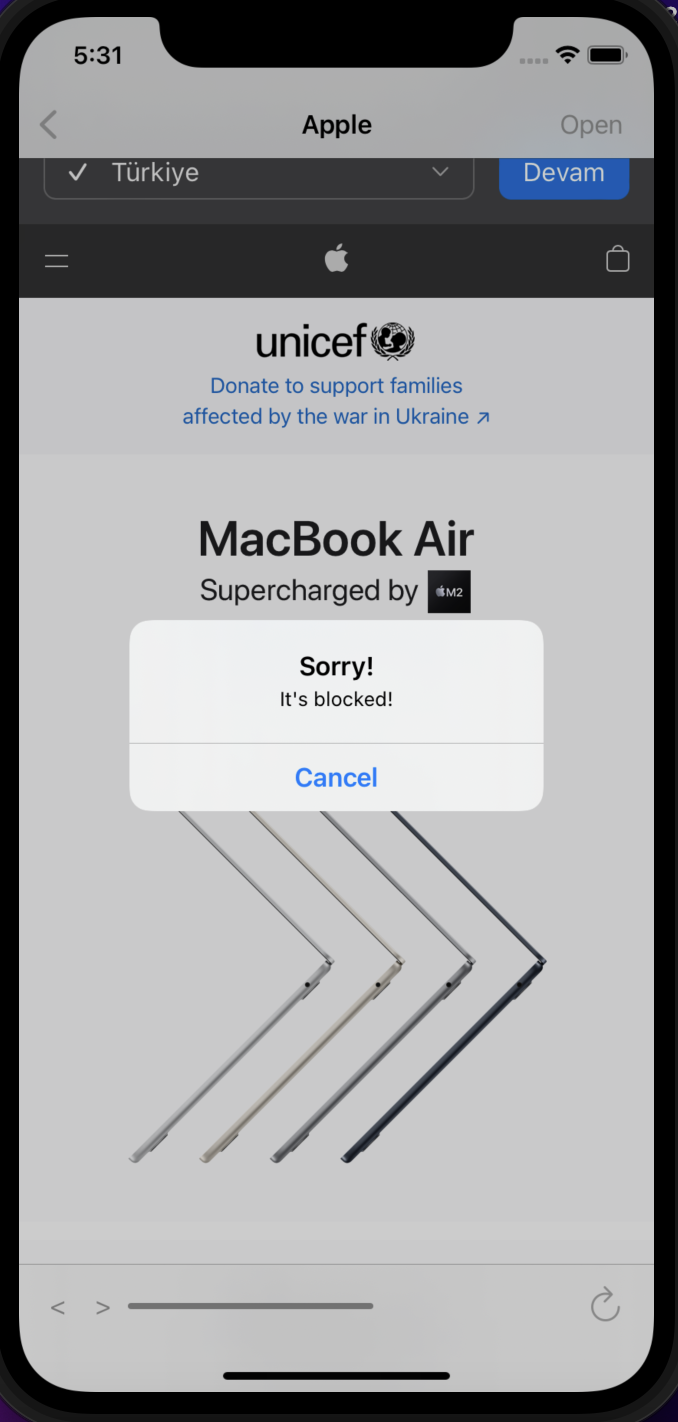 5:31
Apple
Open
Türkiye
Devam
unicef
Donate to support families
affected by the war in Ukraine ↗
MacBook Air
Supercharged by M2
Sorry!
It's blocked!
Cancel
< >